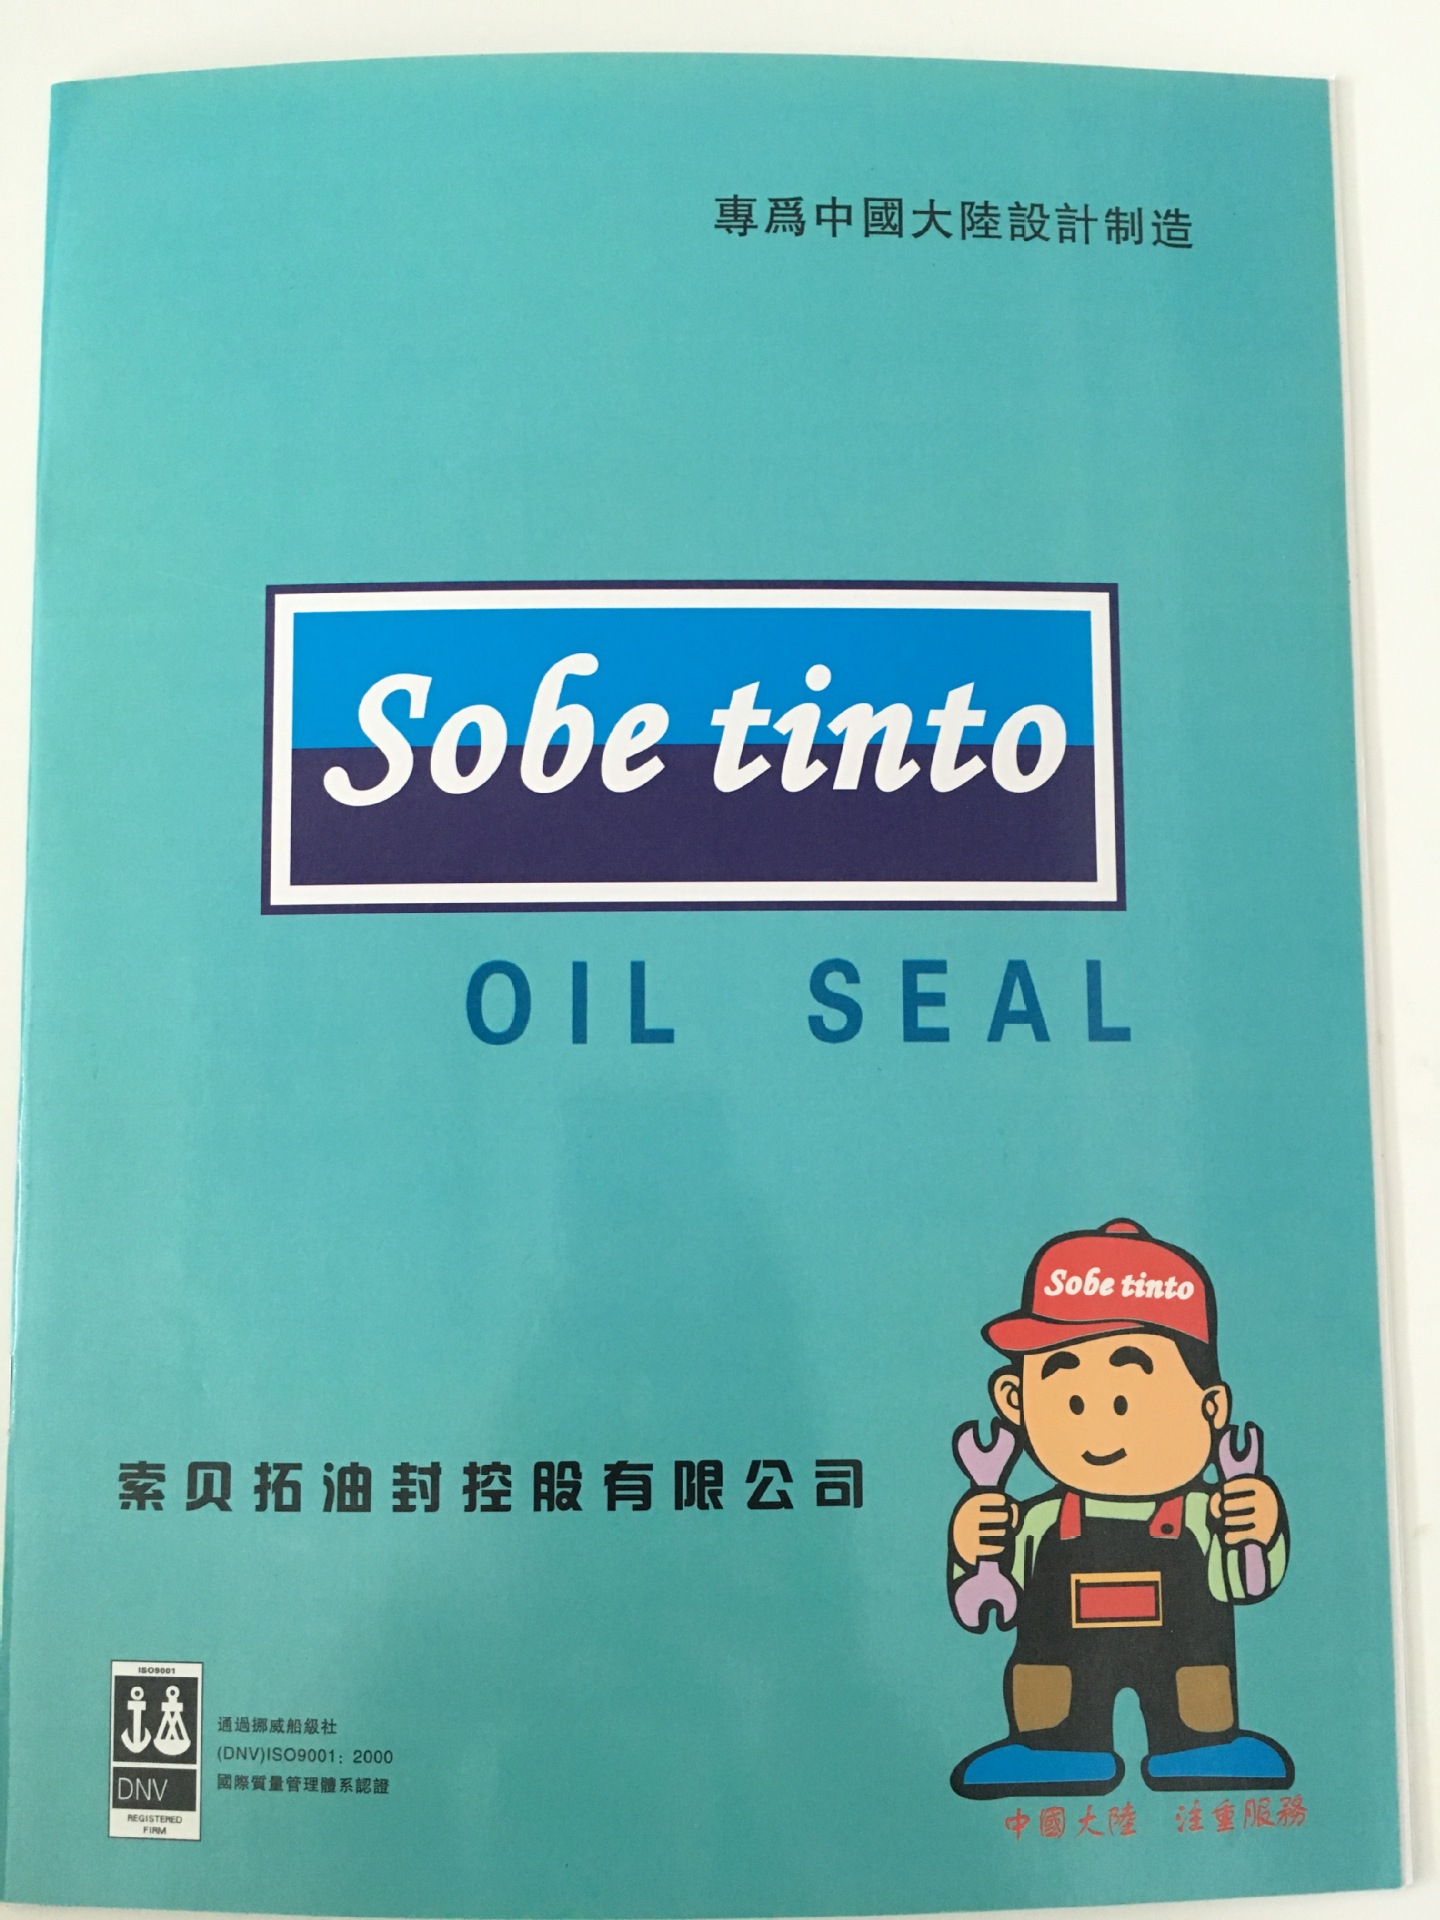 專爲中國大陸設計制造
Sobe tinto
OIL SEAL
Sobe tinto
索贝拓油封控股有限公司
ISO9001
DNV
REGISTERED
FIRM
通過挪威船級社
(DNV)ISO9001: 2000
國際質量管理體系認證
中國大陸 注重服務